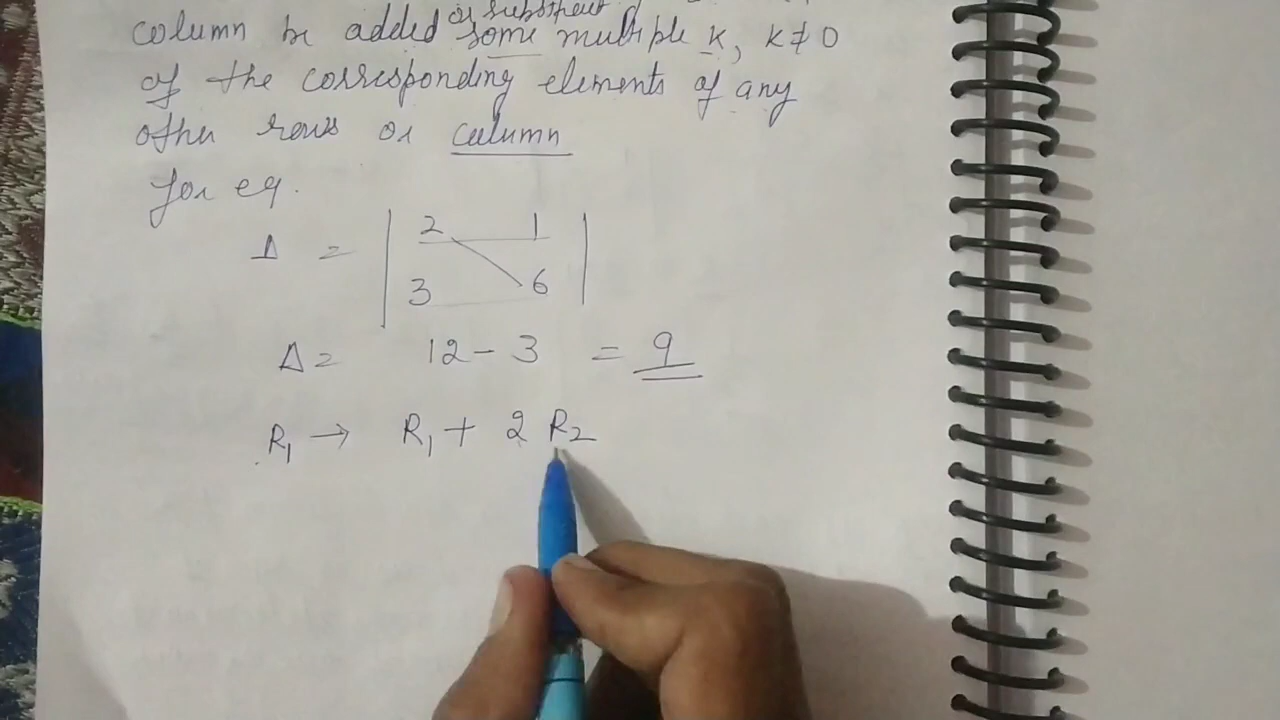 or substract
column be added some multiple k, k≠0
of the corresponding elements of any
other rows or column
for eg.
Δ = | 2 1 |
| 3 6 |
Δ = 12 - 3 = 9
R₁ → R₁ + 2 R₂